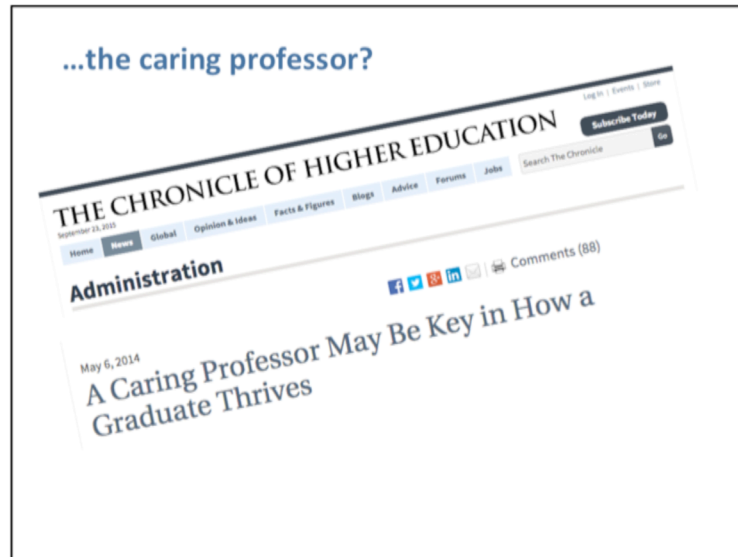 ...the caring professor?
Log In | Events | Store
Subscribe Today
THE CHRONICLE OF HIGHER EDUCATION
September 23, 2015
Search The Chronicle Go
Home News Global Opinion & Ideas Facts & Figures Blogs Advice Forums Jobs
Administration
Comments (88)
May 6, 2014
A Caring Professor May Be Key in How a
Graduate Thrives